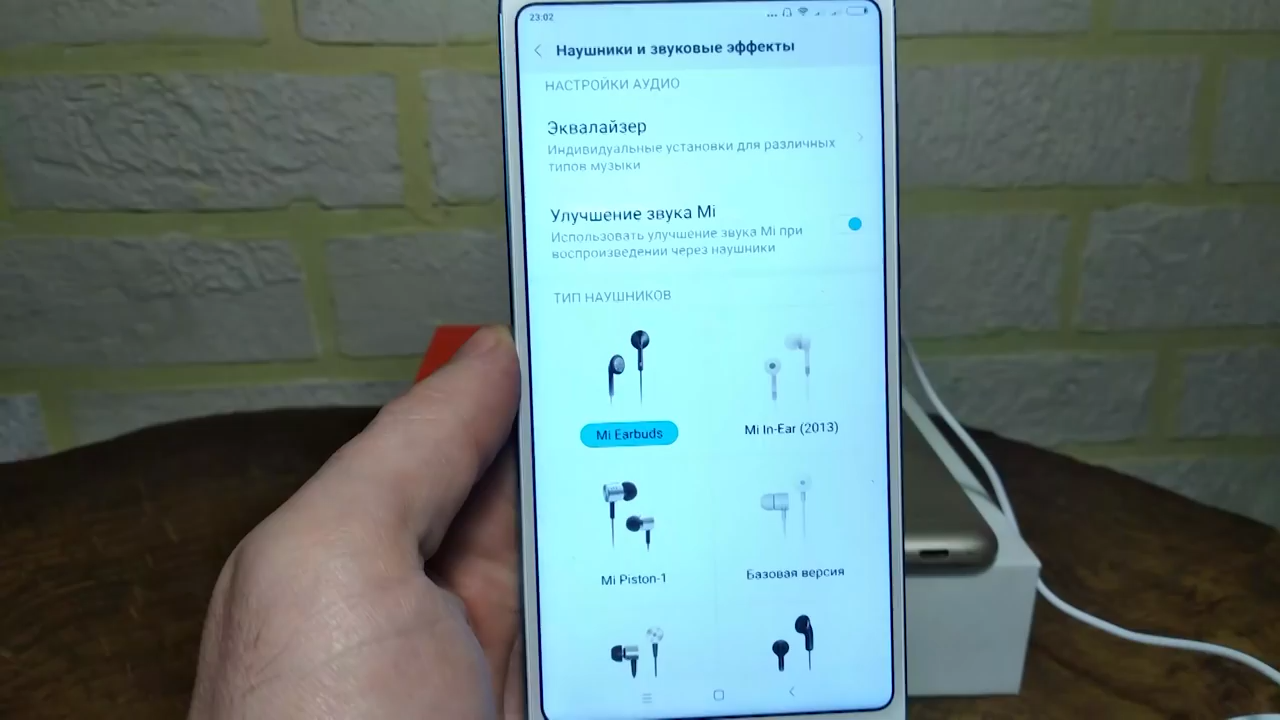 23:02
Наушники и звуковые эффекты
НАСТРОЙКИ АУДИО
Эквалайзер
Индивидуальные установки для различных
типов музыки
Улучшение звука Mi
Использовать улучшение звука Mi при
воспроизведении через наушники
ТИП НАУШНИКОВ
Mi Earbuds
Mi In-Ear (2013)
Mi Piston-1
Базовая версия